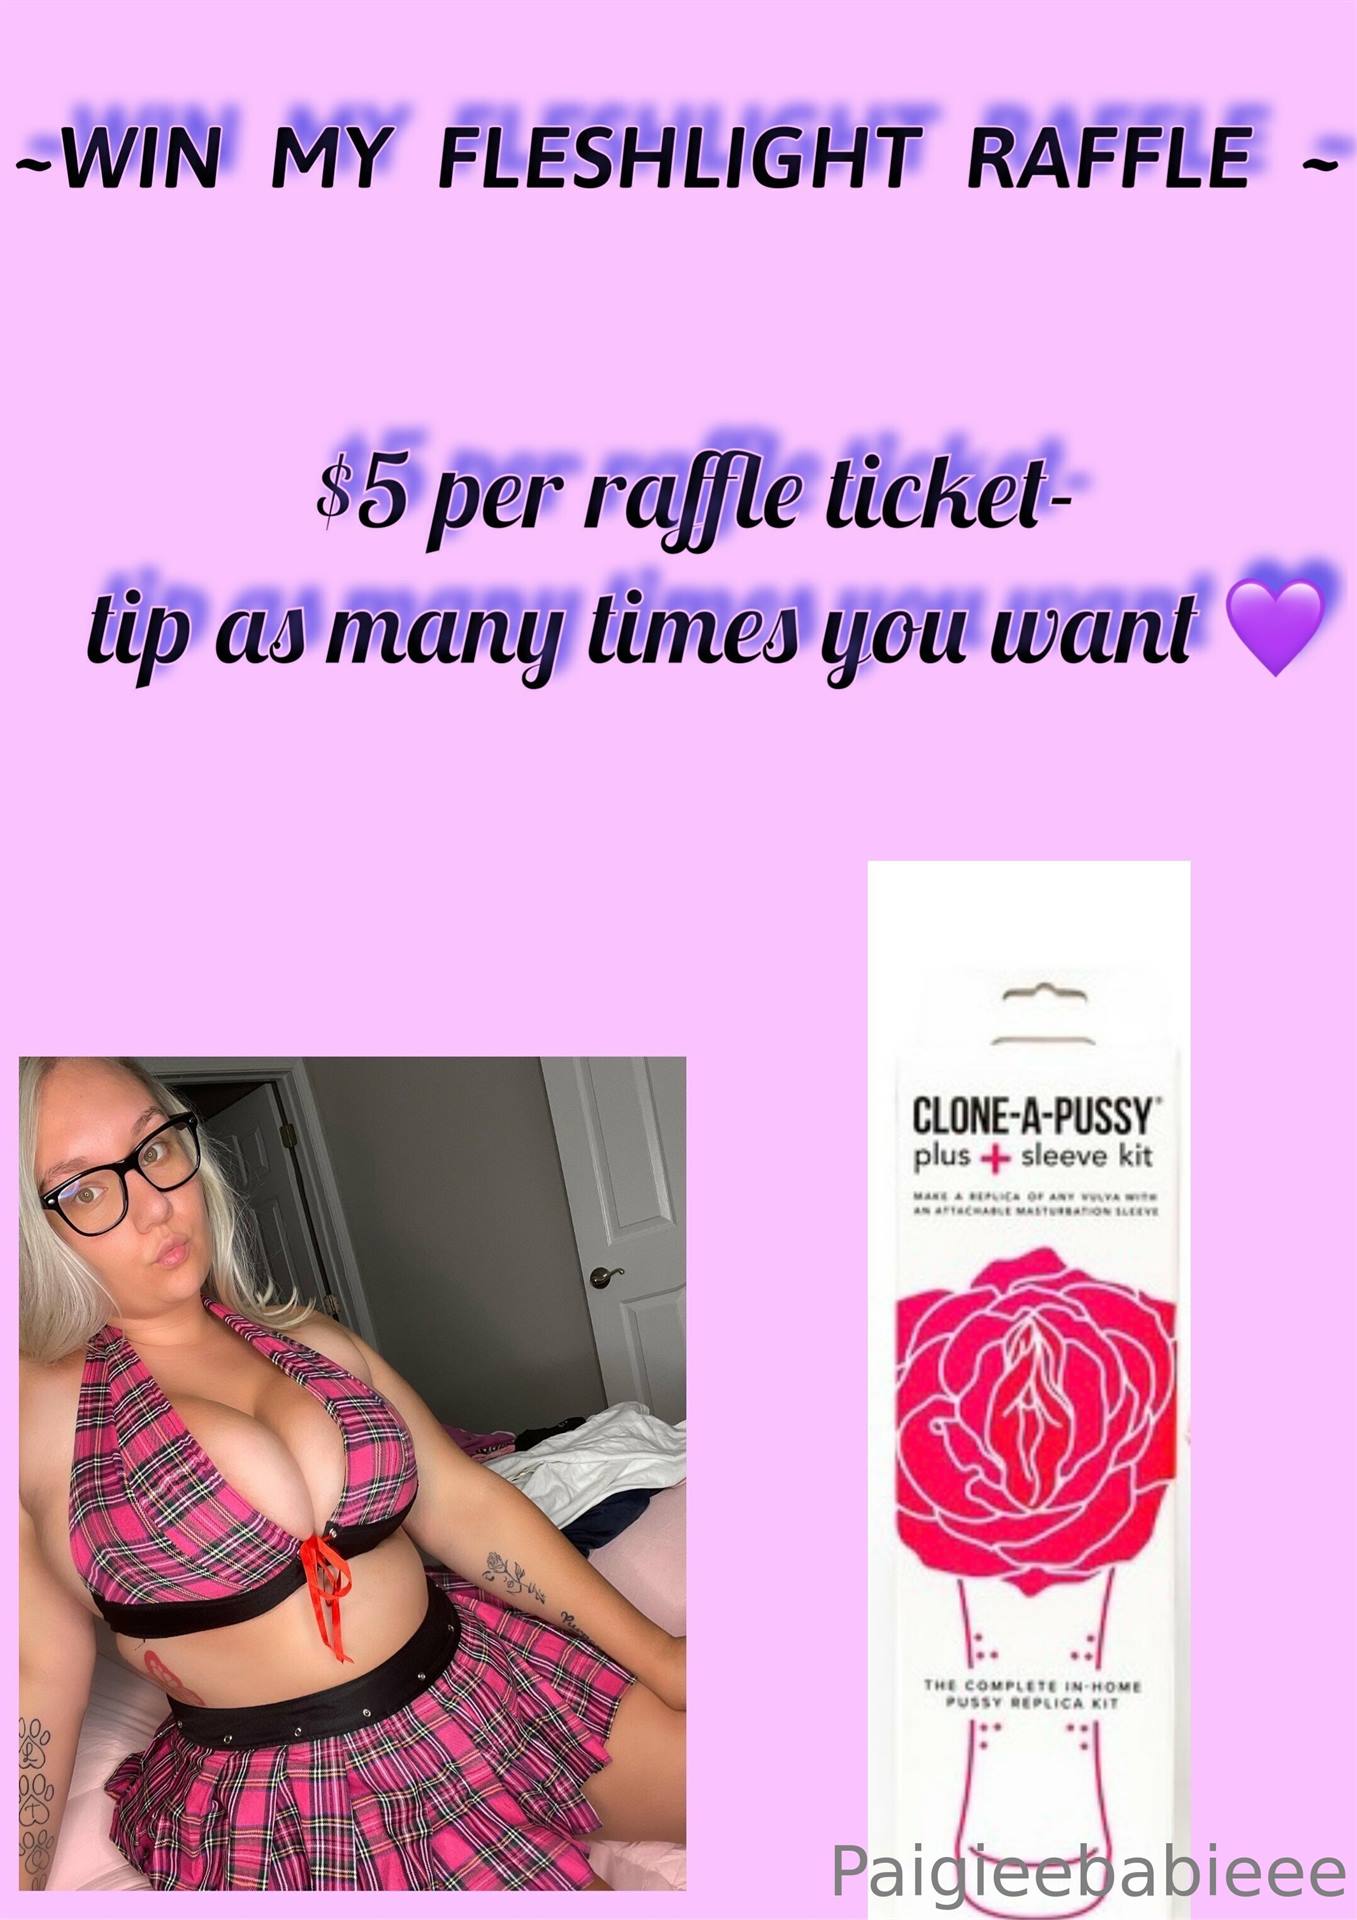 ~WIN MY FLESHLIGHT RAFFLE ~
$5 per raffle ticket-
tip as many times you want 💜
CLONE-A-PUSSY®
plus + sleeve kit
MAKE A REPLICA OF ANY VULVA WITH
AN ATTACHABLE MASTURBATION SLEEVE
THE COMPLETE IN-HOME
PUSSY REPLICA KIT
Paigieebabieee